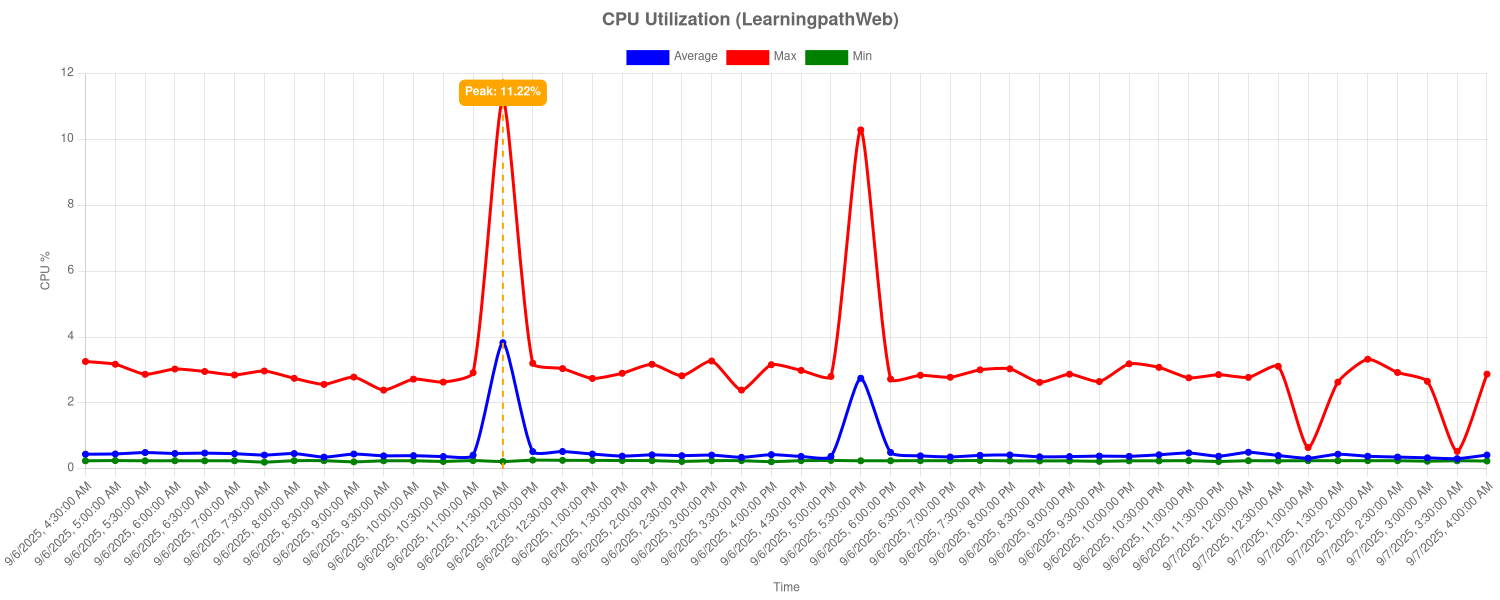 CPU Utilization (LearningpathWeb)
Average Max Min
Peak: 11.22%
12
10
8
6
4
2
0
CPU %
9/6/2025, 4:30:00 AM
9/6/2025, 5:00:00 AM
9/6/2025, 5:30:00 AM
9/6/2025, 6:00:00 AM
9/6/2025, 6:30:00 AM
9/6/2025, 7:00:00 AM
9/6/2025, 7:30:00 AM
9/6/2025, 8:00:00 AM
9/6/2025, 8:30:00 AM
9/6/2025, 9:00:00 AM
9/6/2025, 9:30:00 AM
9/6/2025, 10:00:00 AM
9/6/2025, 10:30:00 AM
9/6/2025, 11:00:00 AM
9/6/2025, 11:30:00 AM
9/6/2025, 12:00:00 PM
9/6/2025, 12:30:00 PM
9/6/2025, 1:00:00 PM
9/6/2025, 1:30:00 PM
9/6/2025, 2:00:00 PM
9/6/2025, 2:30:00 PM
9/6/2025, 3:00:00 PM
9/6/2025, 3:30:00 PM
9/6/2025, 4:00:00 PM
9/6/2025, 4:30:00 PM
9/6/2025, 5:00:00 PM
9/6/2025, 5:30:00 PM
9/6/2025, 6:00:00 PM
9/6/2025, 6:30:00 PM
9/6/2025, 7:00:00 PM
9/6/2025, 7:30:00 PM
9/6/2025, 8:00:00 PM
9/6/2025, 8:30:00 PM
9/6/2025, 9:00:00 PM
9/6/2025, 9:30:00 PM
9/6/2025, 10:00:00 PM
9/6/2025, 10:30:00 PM
9/6/2025, 11:00:00 PM
9/6/2025, 11:30:00 PM
9/7/2025, 12:00:00 AM
9/7/2025, 12:30:00 AM
9/7/2025, 1:00:00 AM
9/7/2025, 1:30:00 AM
9/7/2025, 2:00:00 AM
9/7/2025, 2:30:00 AM
9/7/2025, 3:00:00 AM
9/7/2025, 3:30:00 AM
9/7/2025, 4:00:00 AM
Time